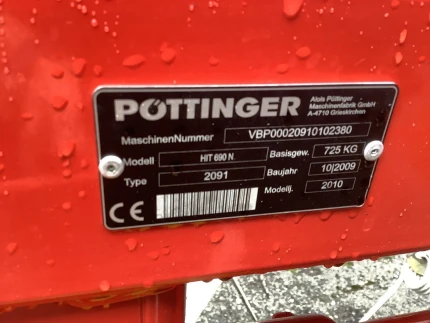 PÖTTINGER
Alois Pöttinger
Maschinenfabrik GmbH
A-4710 Grieskirchen
MaschinenNummer VBP00020910102380
Modell HIT 690 N Basisgew. 725 KG
Type 2091 Baujahr 10|2009
Modellj. 2010
CE